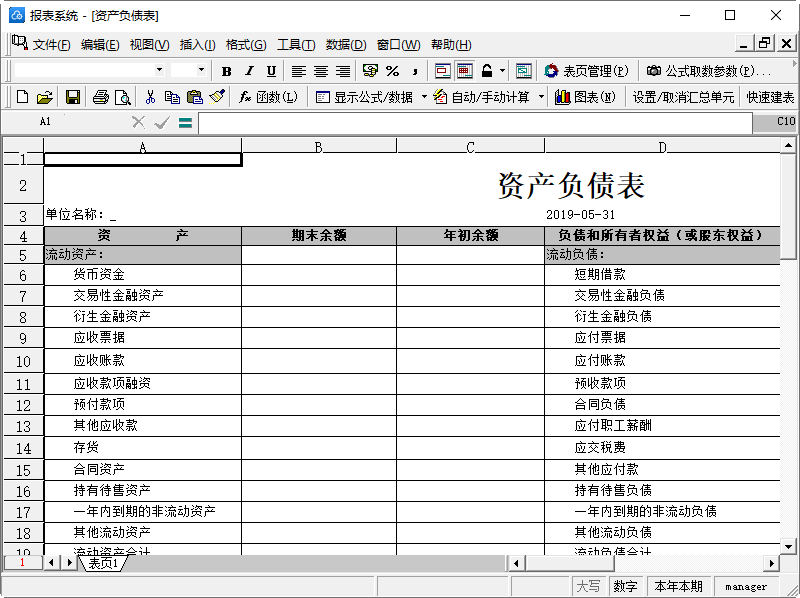 报表系统 - [资产负债表]
文件(F) 编辑(E) 视图(V) 插入(I) 格式(G) 工具(T) 数据(D) 窗口(W) 帮助(H)
B I U % , 表页管理(P) 公式取数参数(P)...
fx 函数(L) 显示公式/数据 自动/手动计算 图表(N) 设置/取消汇总单元 快速建表
A1 C10
A B C D
1
2 资产负债表
3 单位名称：_ 2019-05-31
4 资 产 期末余额 年初余额 负债和所有者权益（或股东权益）
5 流动资产： 流动负债：
6 货币资金 短期借款
7 交易性金融资产 交易性金融负债
8 衍生金融资产 衍生金融负债
9 应收票据 应付票据
10 应收账款 应付账款
11 应收款项融资 预收款项
12 预付款项 合同负债
13 其他应收款 应付职工薪酬
14 存货 应交税费
15 合同资产 其他应付款
16 持有待售资产 持有待售负债
17 一年内到期的非流动资产 一年内到期的非流动负债
18 其他流动资产 其他流动负债
19 流动资产合计 流动负债合计
1 表页1
大写 数字 本年本期 manager